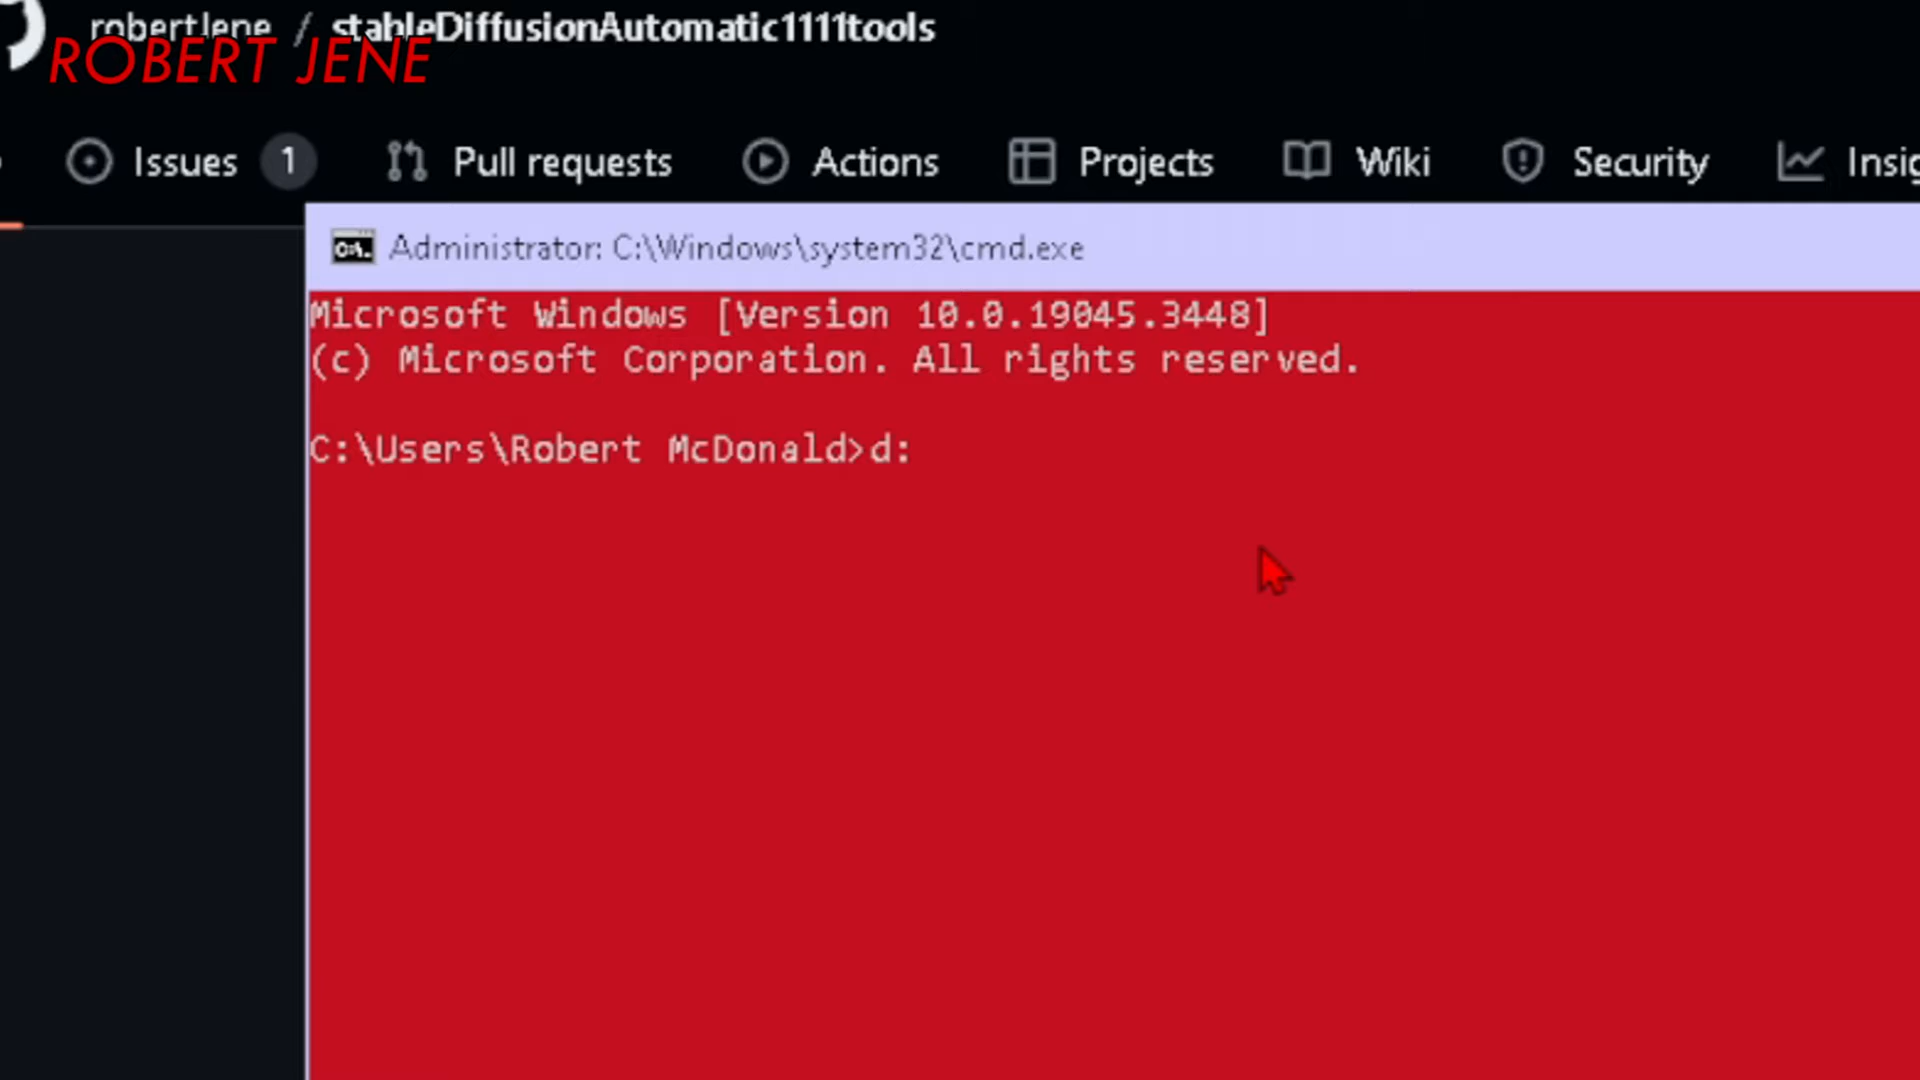 robertJene / stableDiffusionAutomatic1111tools
ROBERT JENE
Issues 1 Pull requests Actions Projects Wiki Security Insig
Administrator: C:\Windows\system32\cmd.exe
Microsoft Windows [Version 10.0.19045.3448]
(c) Microsoft Corporation. All rights reserved.
C:\Users\Robert McDonald>d: